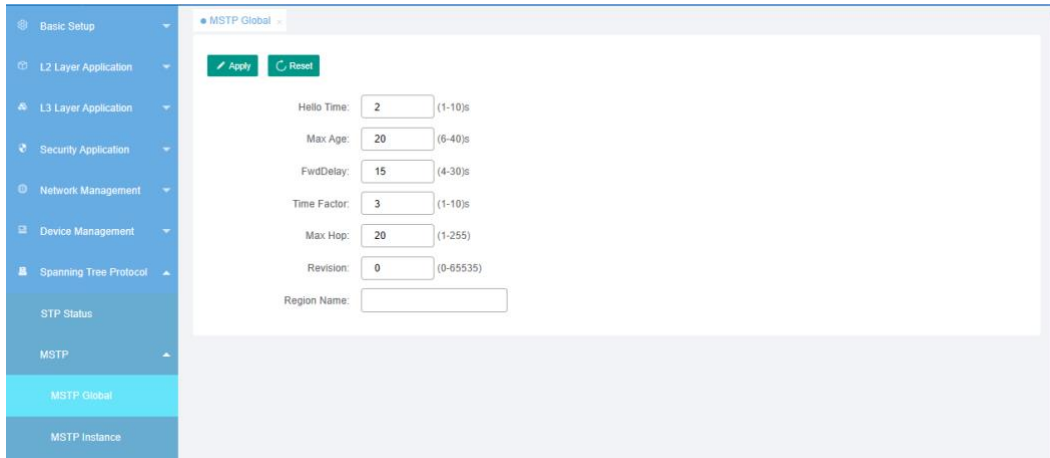 Basic Setup
L2 Layer Application
L3 Layer Application
Security Application
Network Management
Device Management
Spanning Tree Protocol
STP Status
MSTP
MSTP Global
MSTP Instance
MSTP Global ×
Apply Reset
Hello Time: 2 (1-10)s
Max Age: 20 (6-40)s
FwdDelay: 15 (4-30)s
Time Factor: 3 (1-10)s
Max Hop: 20 (1-255)
Revision: 0 (0-65535)
Region Name: